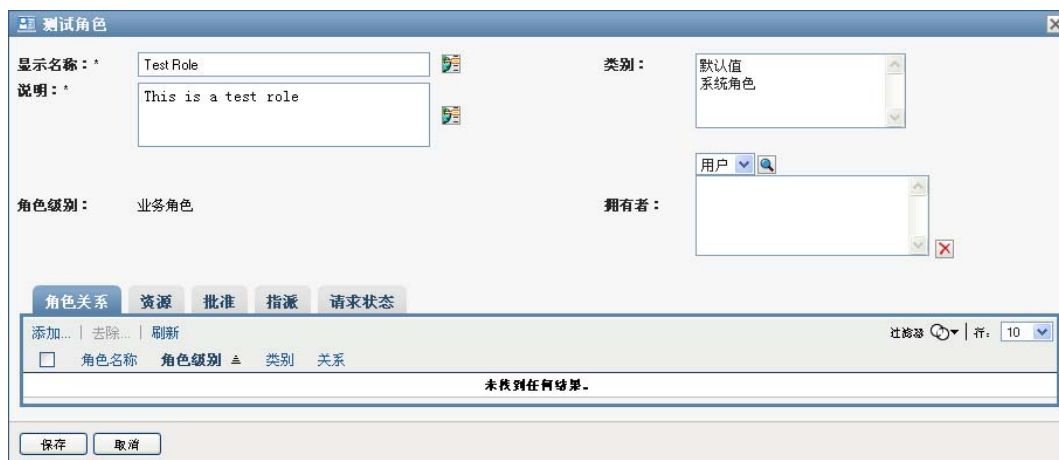 测试角色
显示名称：* Test Role 类别： 默认值
系统角色
说明：* This is a test role
用户
角色级别： 业务角色 拥有者：
角色关系 资源 批准 指派 请求状态
添加... | 去除... | 刷新 过滤器 | 行： 10
角色名称 角色级别 类别 关系
未找到任何结果。
保存 取消